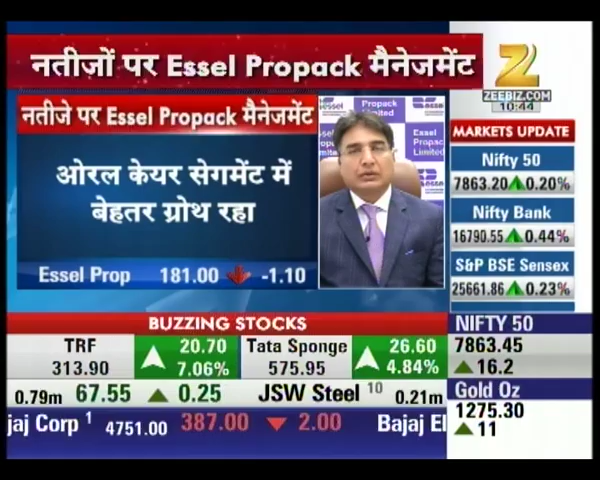 नतीज़ों पर Essel Propack मैनेजमेंट
Z
ZEEBIZ.COM
10:44
नतीजे पर Essel Propack मैनेजमेंट
ओरल केयर सेगमेंट में
बेहतर ग्रोथ रहा
Essel Prop 181.00 -1.10
essel
Propack
Limited
Essel
Propack
Limited
MARKETS UPDATE
Nifty 50
7863.20 0.20%
Nifty Bank
16790.55 0.44%
S&P BSE Sensex
25661.86 0.23%
BUZZING STOCKS
TRF
313.90
20.70
7.06%
Tata Sponge
575.95
26.60
4.84%
NIFTY 50
7863.45
16.2
0.79m 67.55 0.25 JSW Steel 10 0.21m
Gold Oz
1275.30
11
jaj Corp 1 4751.00 387.00 2.00 Bajaj El